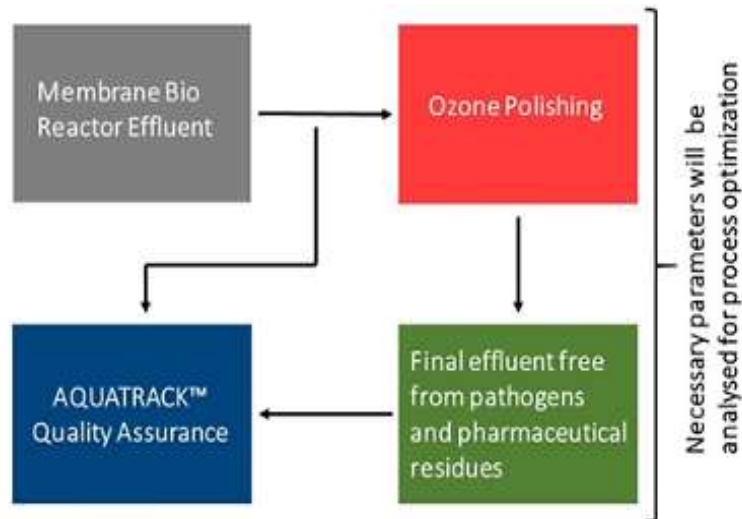 Membrane Bio
Reactor Effluent
Ozone Polishing
AQUATRACK™
Quality Assurance
Final effluent free
from pathogens
and pharmaceutical
residues
Necessary parameters will be
analysed for process optimization